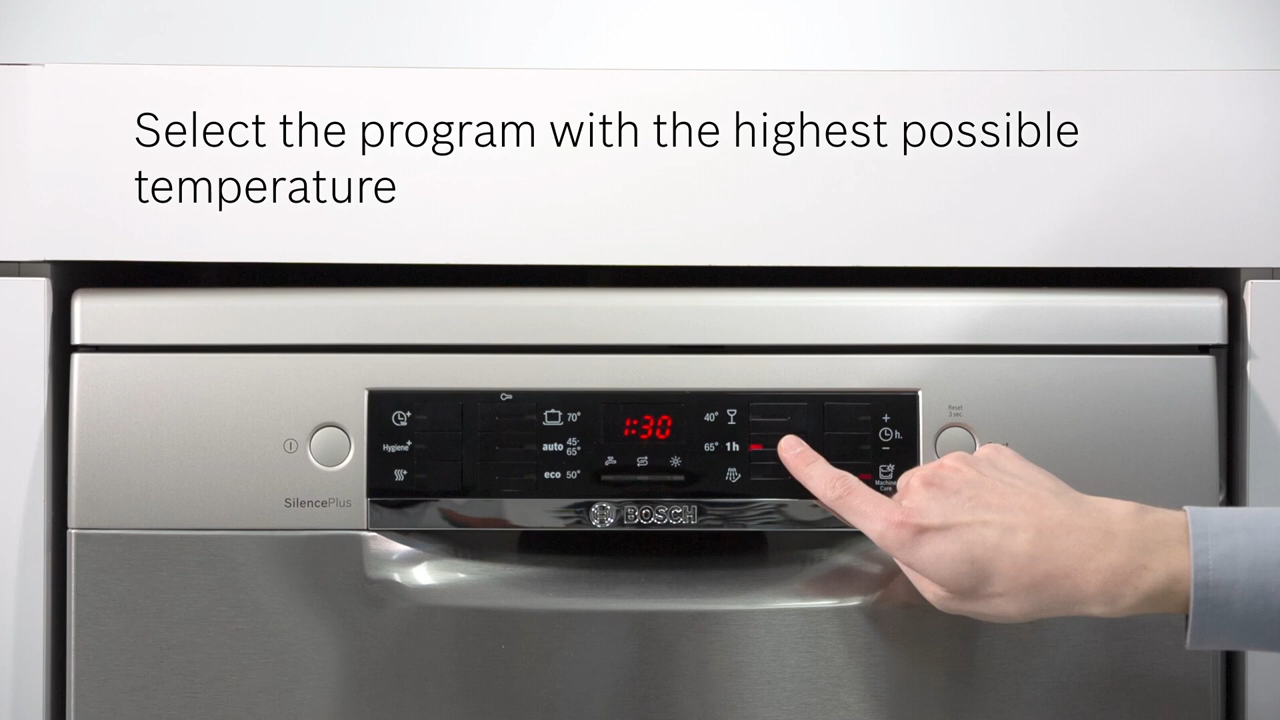 Select the program with the highest possible
temperature
Reset
3 sec.
70°
1:30
40°
+
h.
Hygiene+
auto 45-
65°
65° 1h
−
eco 50°
Machine
Care
SilencePlus
BOSCH